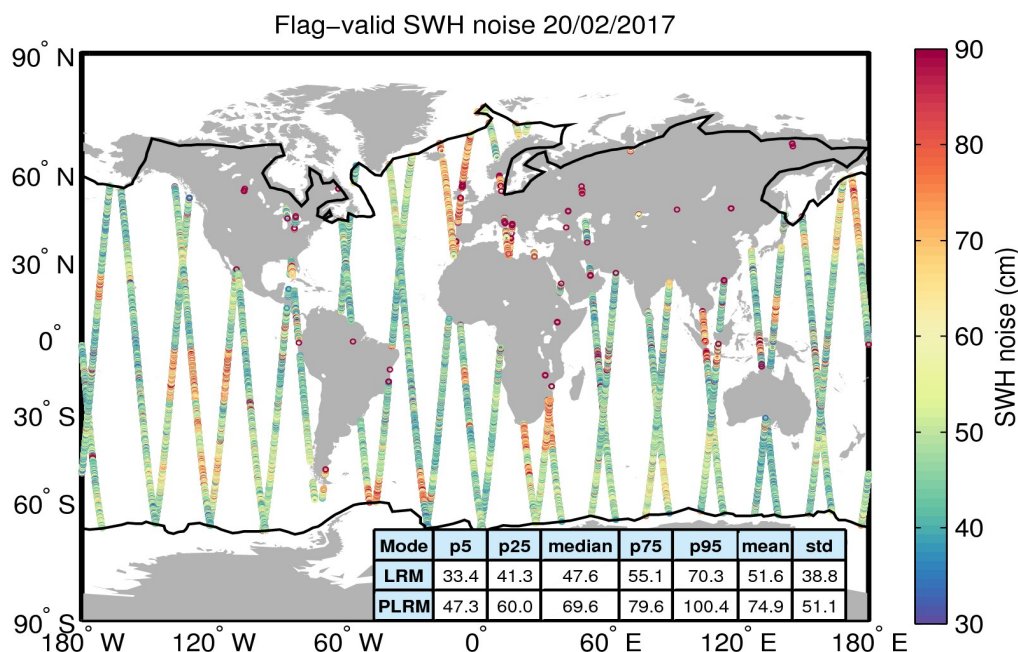 Flag−valid SWH noise 20/02/2017
90° N
60° N
30° N
0°
30° S
60° S
90° S
180° W
120° W
60° W
0°
60° E
120° E
180° E
Mode p5 p25 median p75 p95 mean std
LRM 33.4 41.3 47.6 55.1 70.3 51.6 38.8
PLRM 47.3 60.0 69.6 79.6 100.4 74.9 51.1
90
80
70
60
50
40
30
SWH noise (cm)